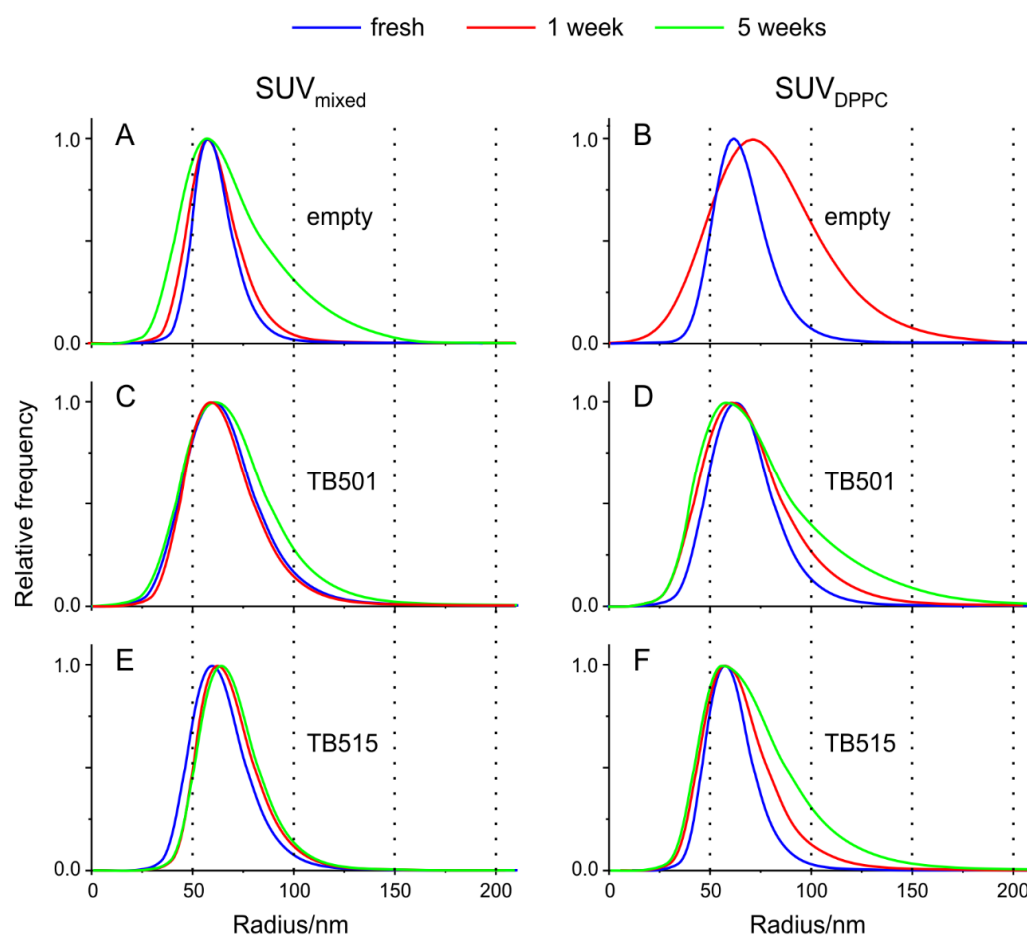 fresh 1 week 5 weeks
SUVmixed SUVDPPC
A B
1.0 1.0
empty empty
0.0 0.0
C D
1.0 1.0
TB501 TB501
0.0 0.0
E F
1.0 1.0
TB515 TB515
0.0 0.0
0 50 100 150 200 0 50 100 150 200
Radius/nm Radius/nm
Relative frequency